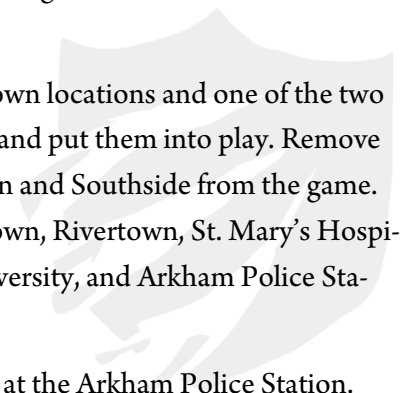 own locations and one of the two
and put them into play. Remove
n and Southside from the game.
own, Rivertown, St. Mary’s Hospi-
versity, and Arkham Police Sta-
at the Arkham Police Station.